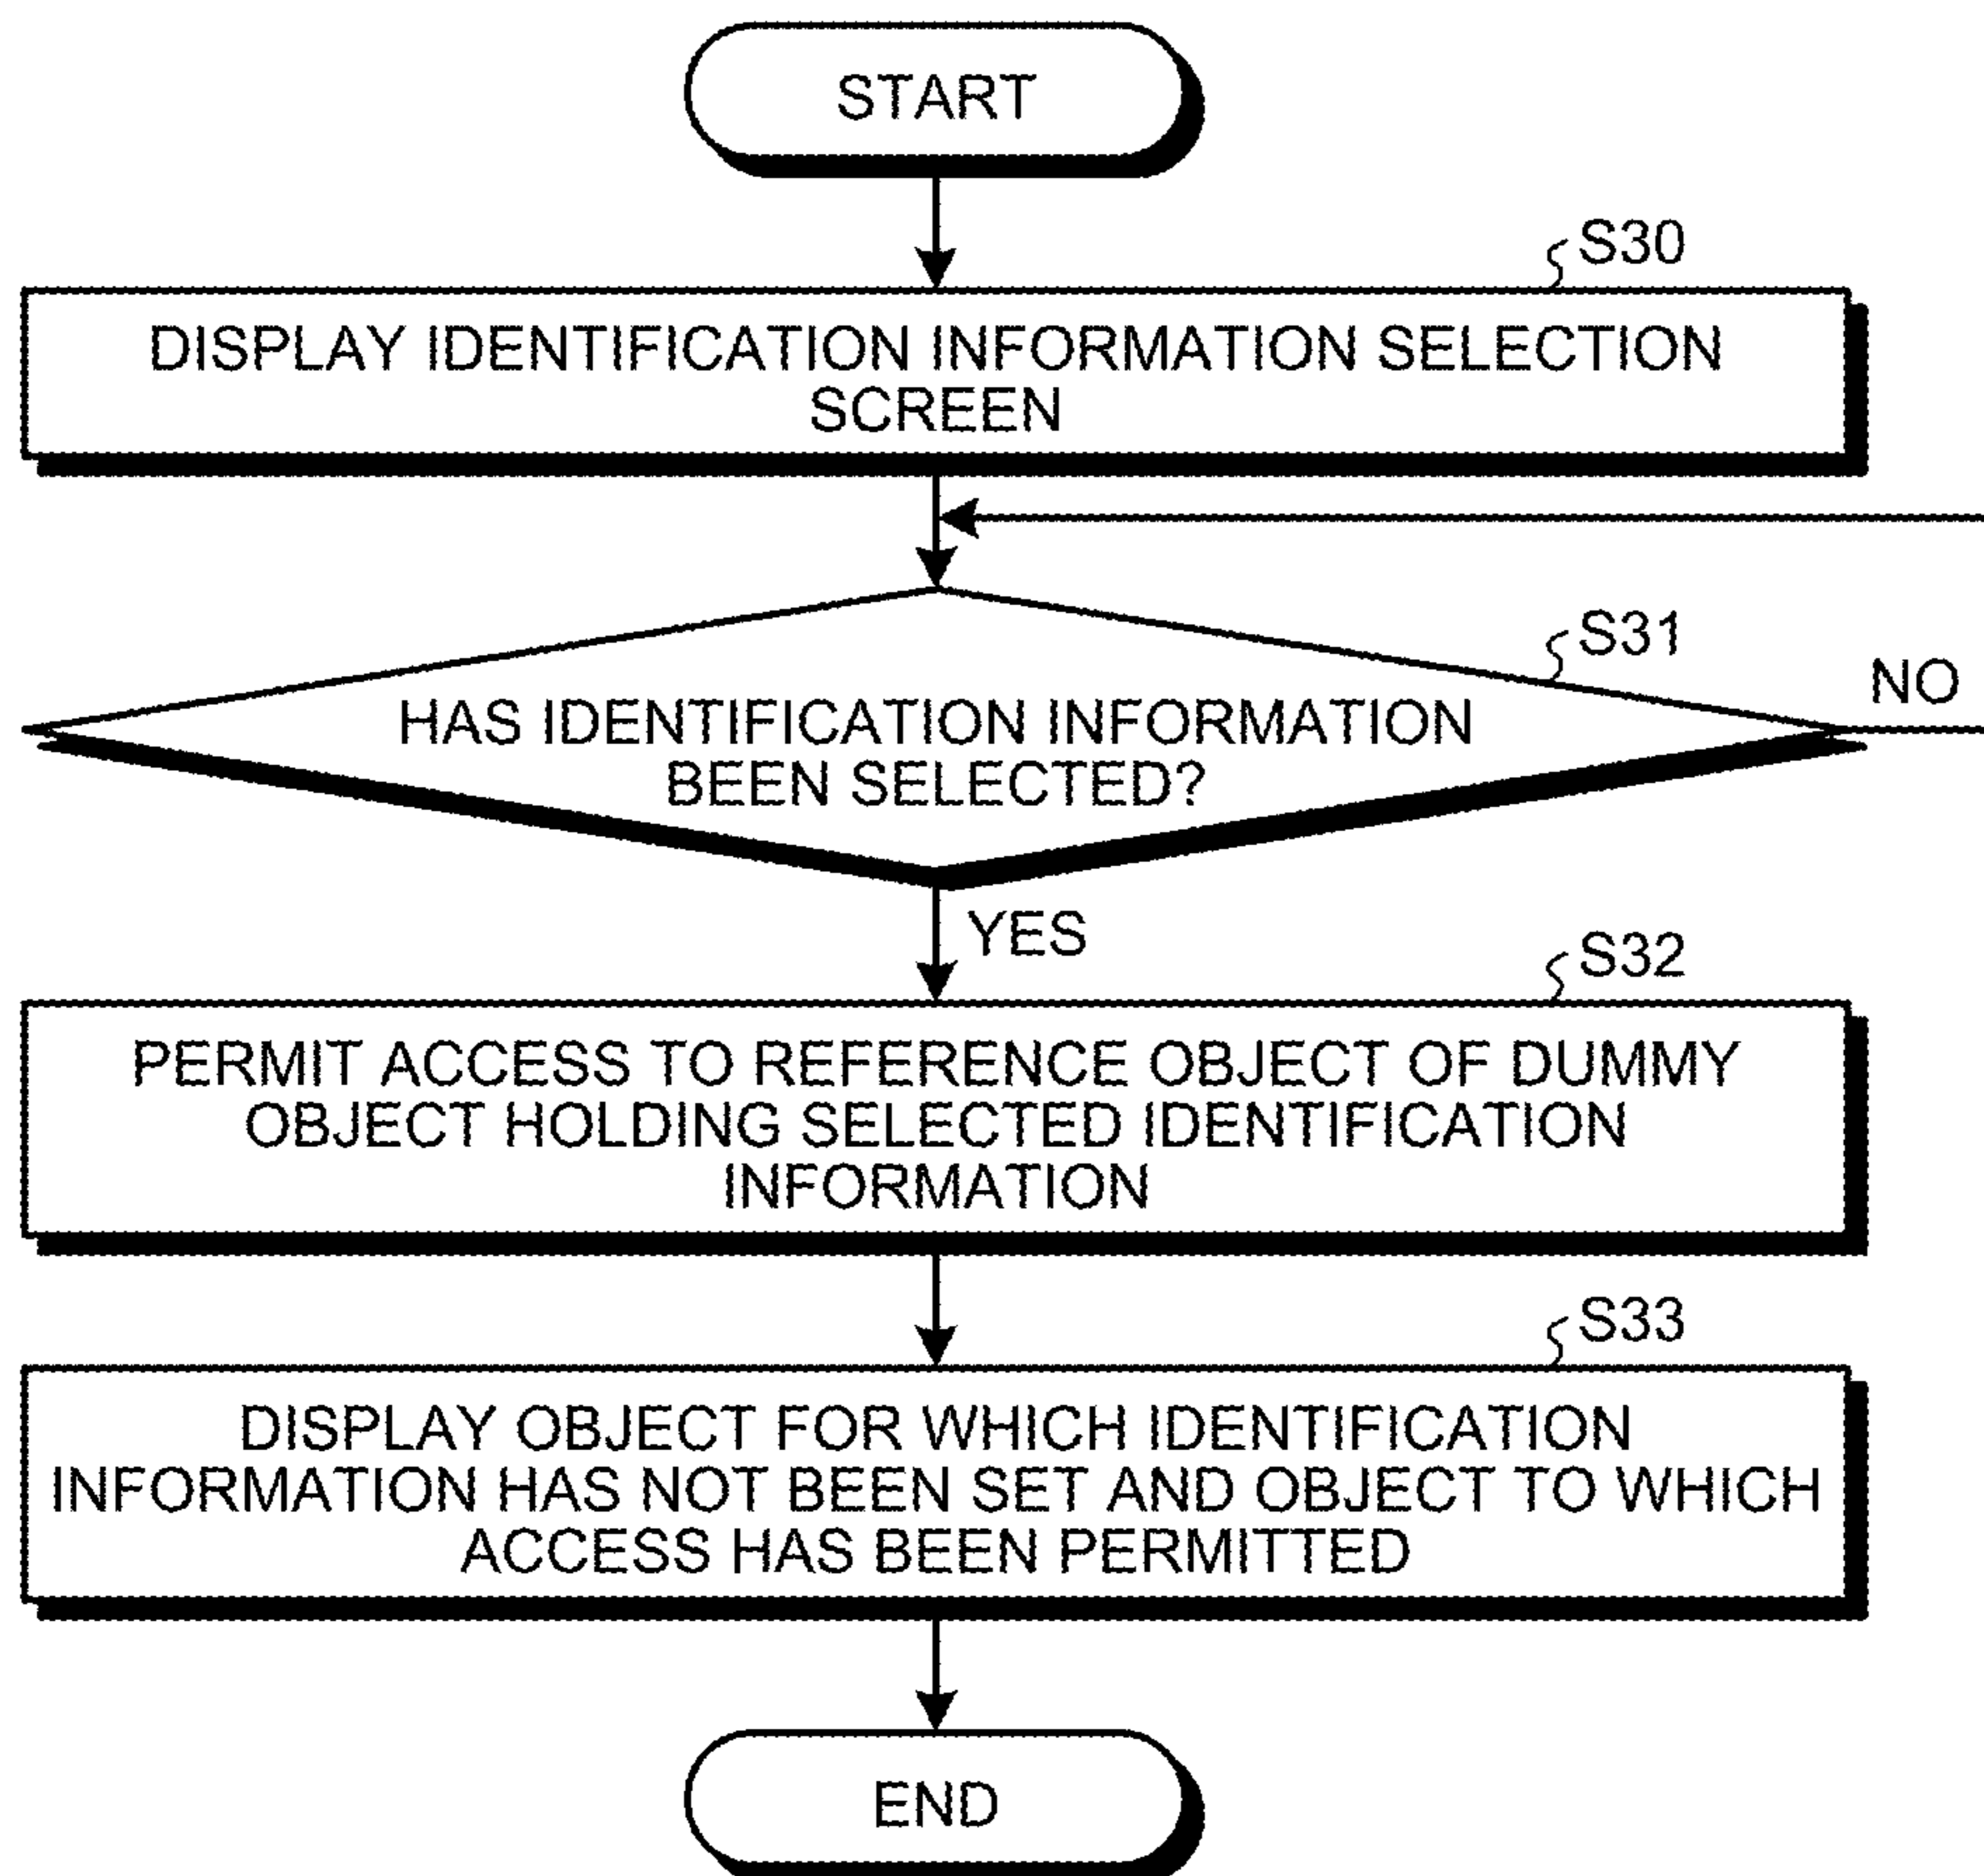 START
S30
DISPLAY IDENTIFICATION INFORMATION SELECTION
SCREEN
S31
NO
HAS IDENTIFICATION INFORMATION
BEEN SELECTED?
YES
S32
PERMIT ACCESS TO REFERENCE OBJECT OF DUMMY
OBJECT HOLDING SELECTED IDENTIFICATION
INFORMATION
S33
DISPLAY OBJECT FOR WHICH IDENTIFICATION
INFORMATION HAS NOT BEEN SET AND OBJECT TO WHICH
ACCESS HAS BEEN PERMITTED
END